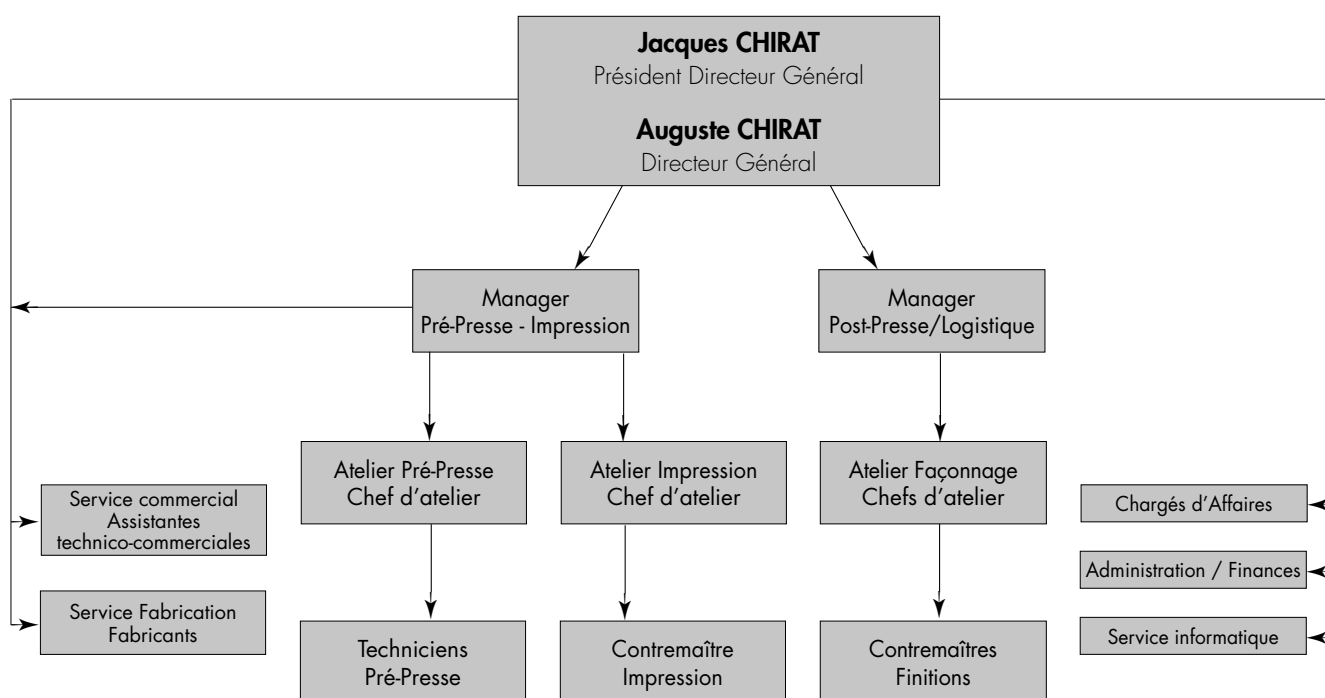 Jacques CHIRAT
Président Directeur Général
Auguste CHIRAT
Directeur Général
Manager
Pré-Presse - Impression
Manager
Post-Presse/Logistique
Atelier Pré-Presse
Chef d’atelier
Atelier Impression
Chef d’atelier
Atelier Façonnage
Chefs d’atelier
Service commercial
Assistantes
technico-commerciales
Chargés d’Affaires
Administration / Finances
Service Fabrication
Fabricants
Techniciens
Pré-Presse
Contremaître
Impression
Contremaîtres
Finitions
Service informatique